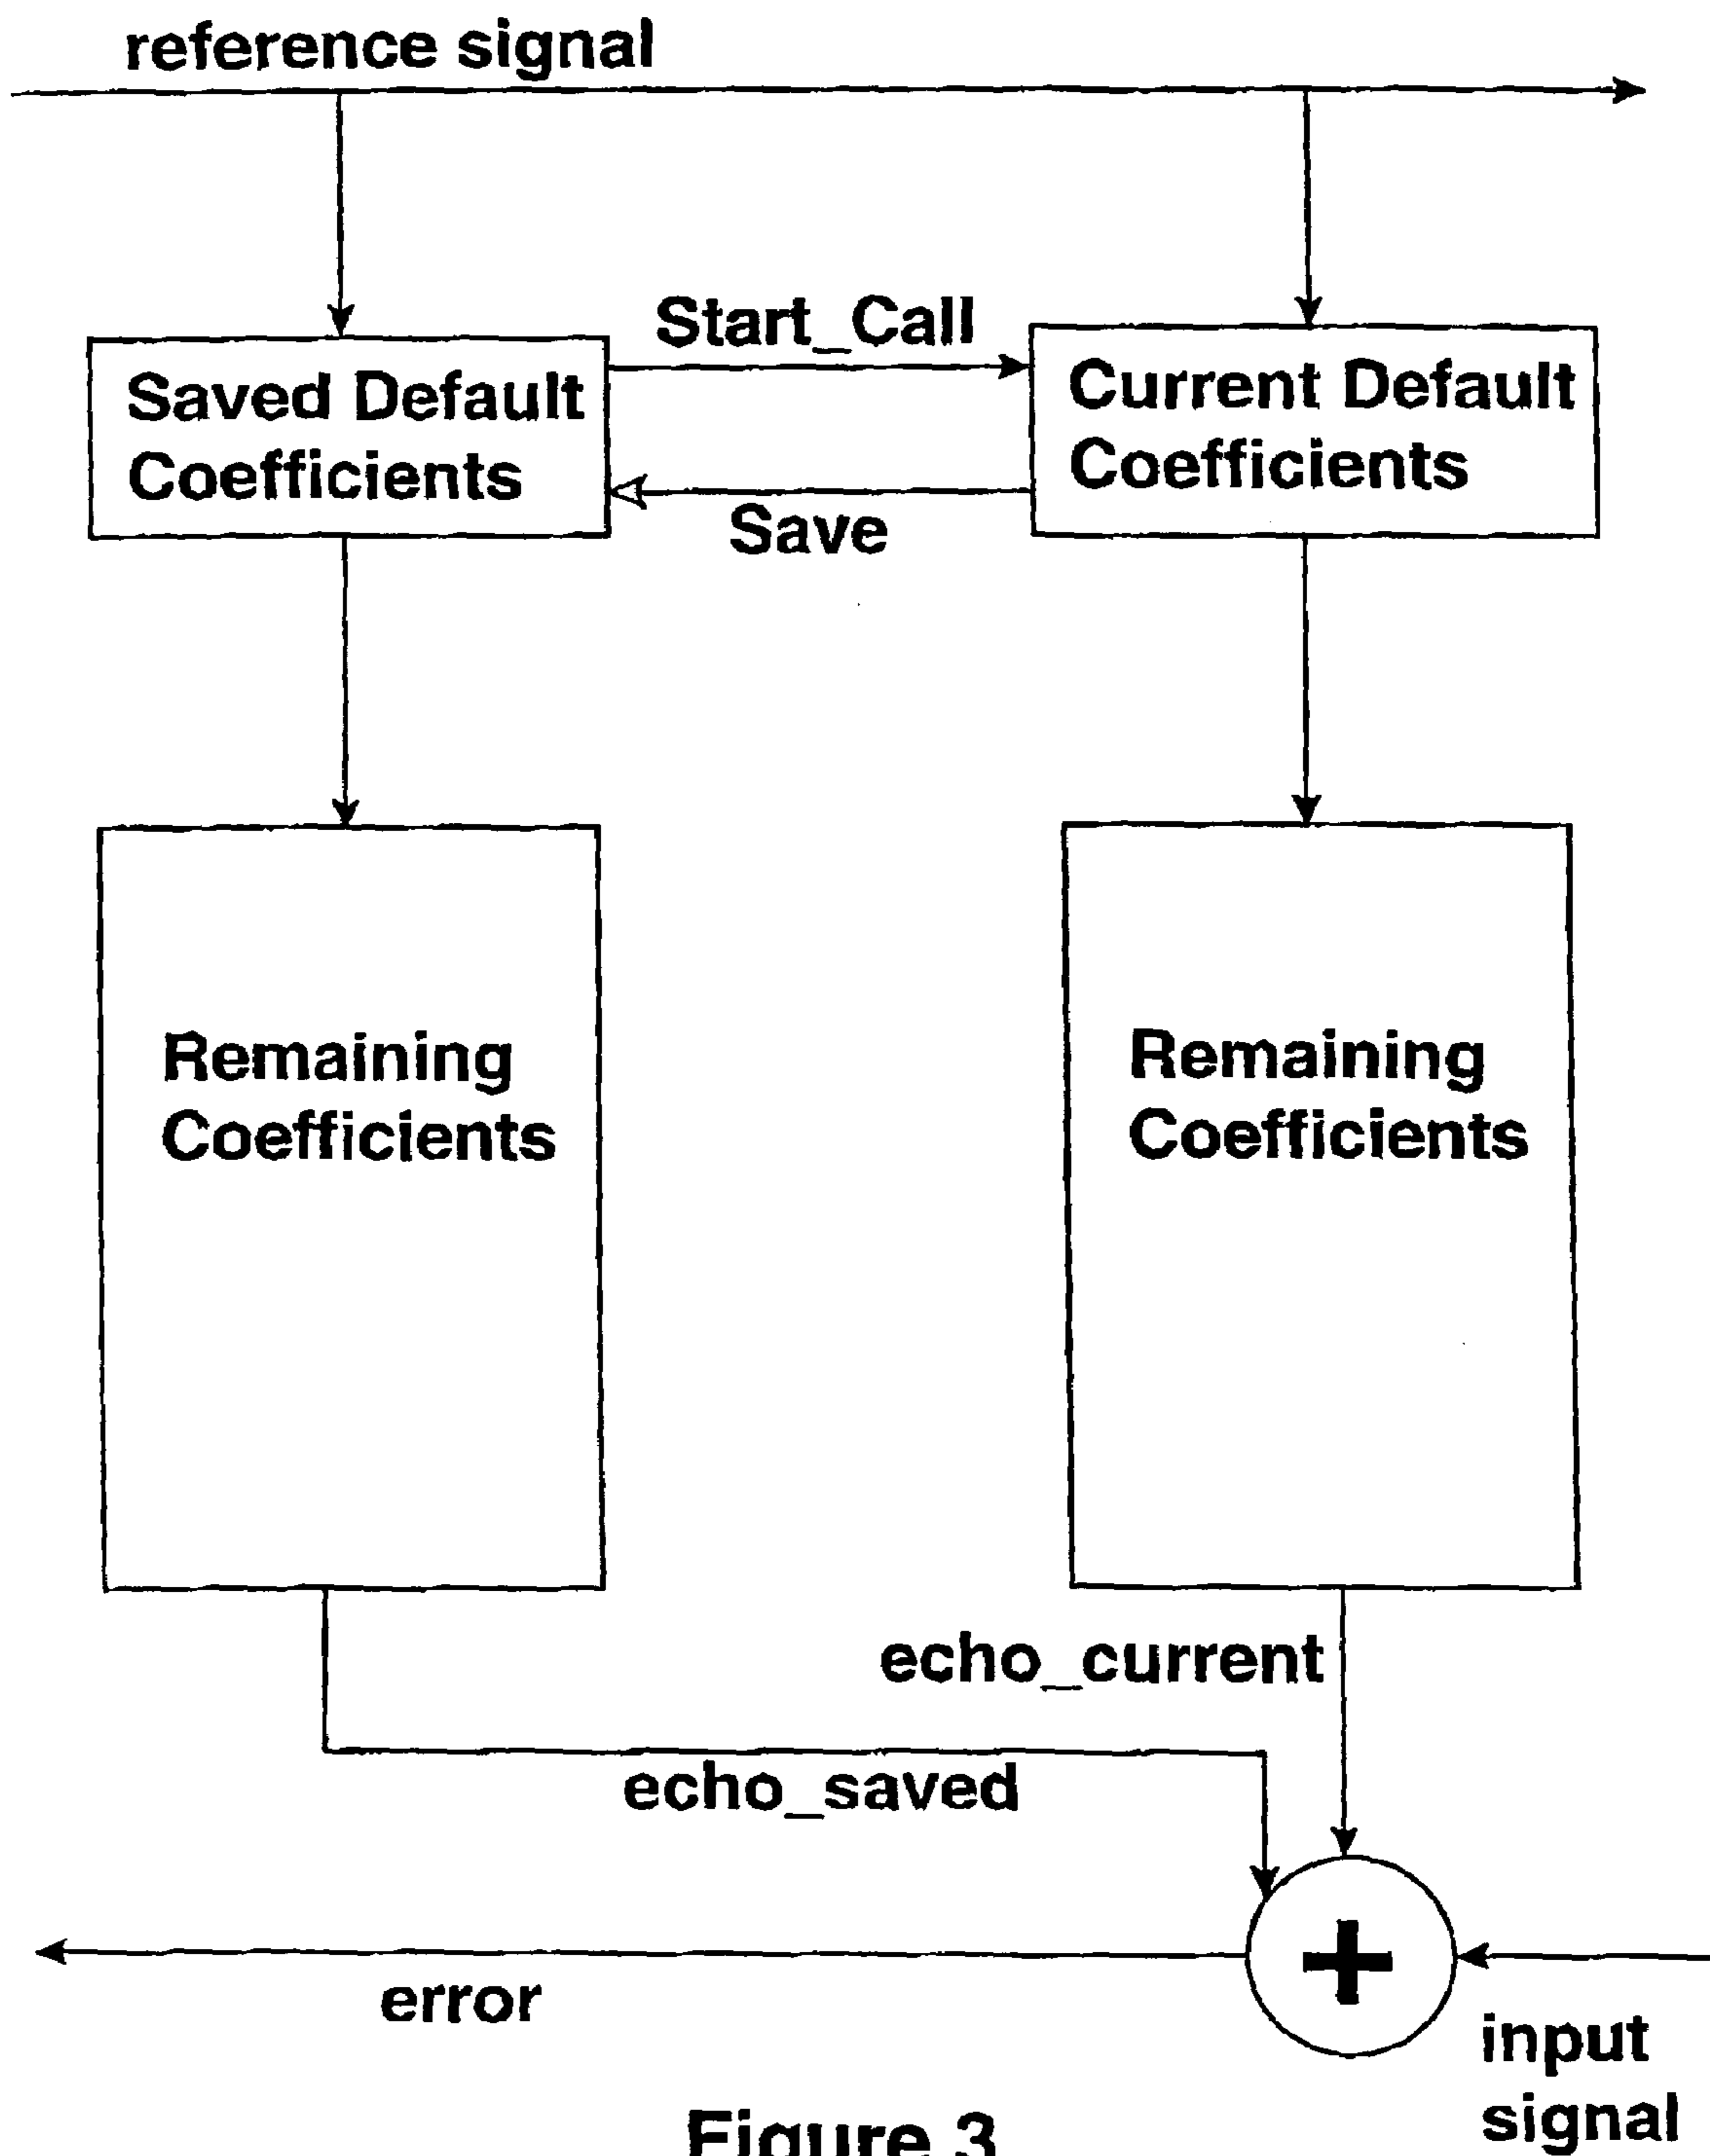 reference signal
Start_Call
Saved Default
Coefficients
Current Default
Coefficients
Save
Remaining
Coefficients
Remaining
Coefficients
echo_current
echo_saved
+
error
input
signal
Figure 3